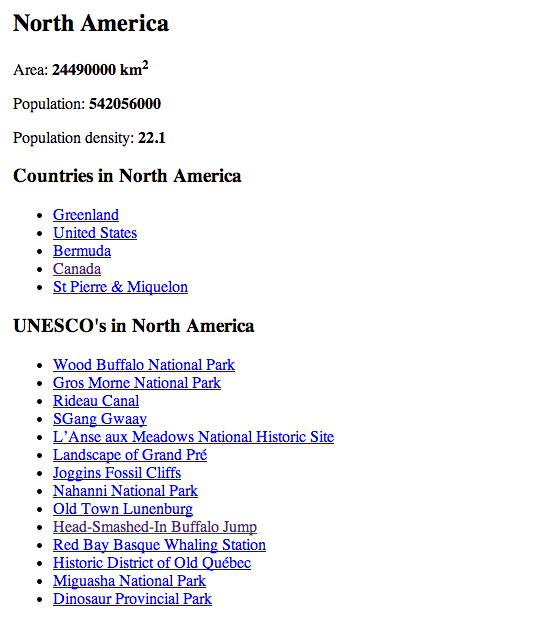 North America
Area: 24490000 km2
Population: 542056000
Population density: 22.1
Countries in North America
Greenland
United States
Bermuda
Canada
St Pierre & Miquelon
UNESCO's in North America
Wood Buffalo National Park
Gros Morne National Park
Rideau Canal
SGang Gwaay
L’Anse aux Meadows National Historic Site
Landscape of Grand Pré
Joggins Fossil Cliffs
Nahanni National Park
Old Town Lunenburg
Head-Smashed-In Buffalo Jump
Red Bay Basque Whaling Station
Historic District of Old Québec
Miguasha National Park
Dinosaur Provincial Park